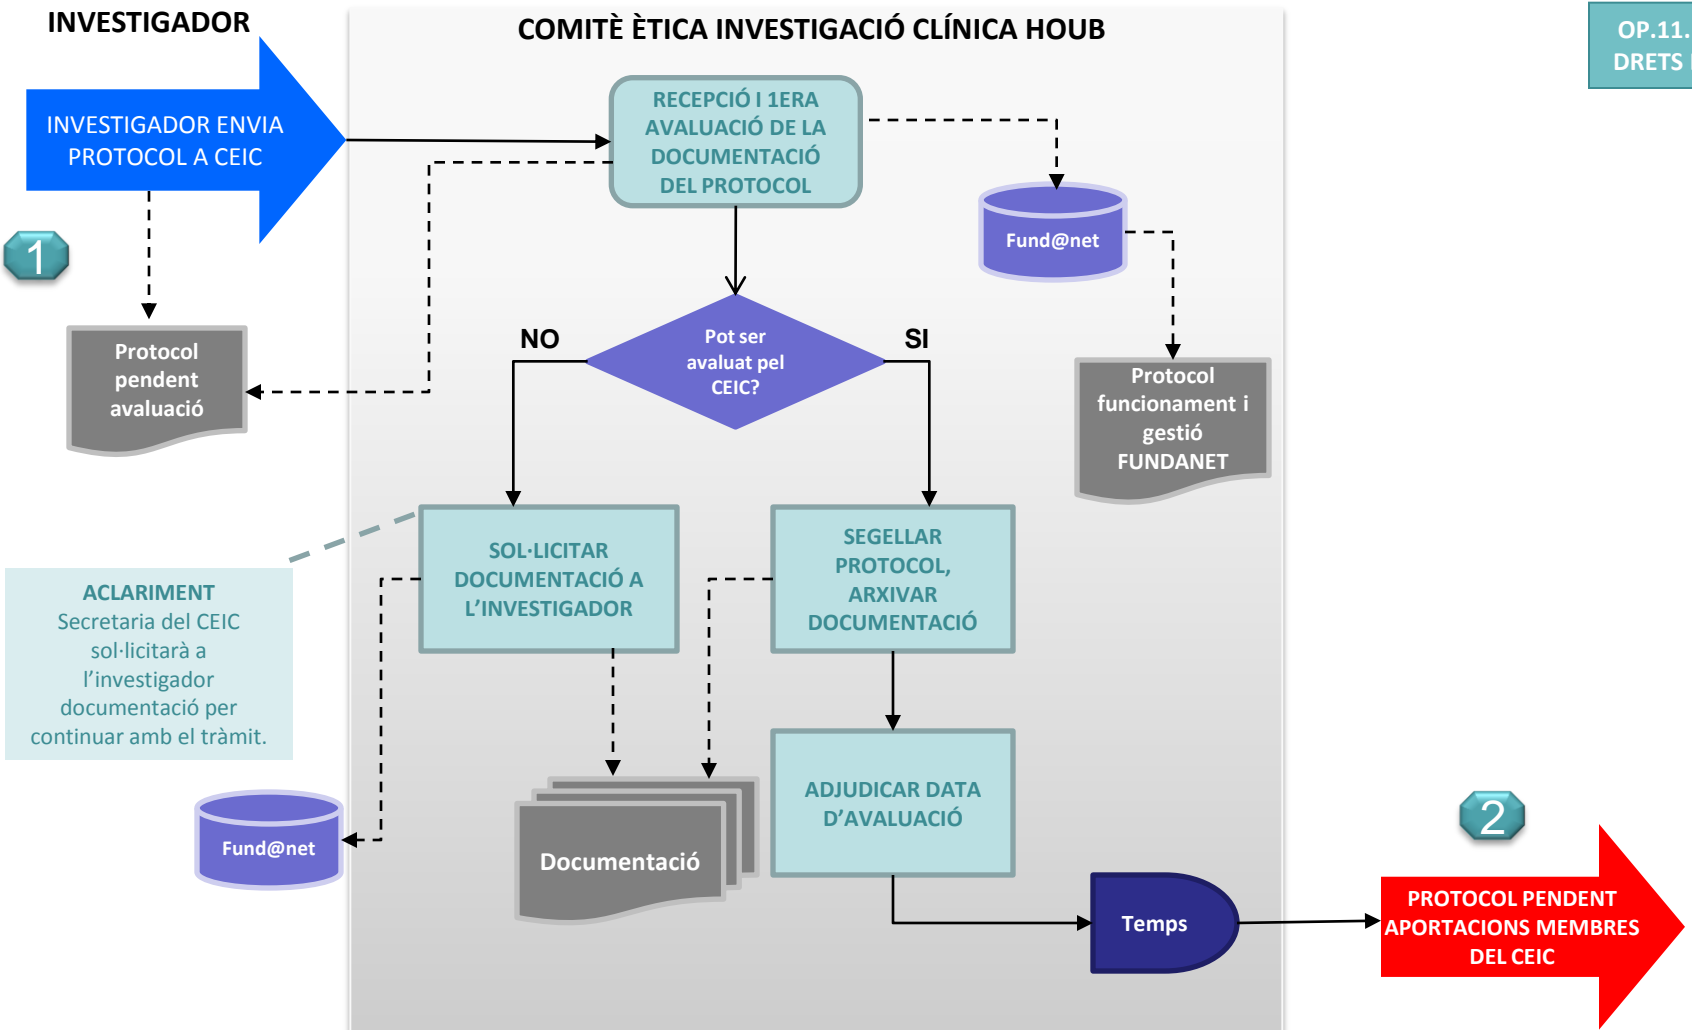 INVESTIGADOR
COMITÈ ÈTICA INVESTIGACIÓ CLÍNICA HOUB
OP.11.
DRETS
INVESTIGADOR ENVIA
PROTOCOL A CEIC
RECEPCIÓ I 1ERA
AVALUACIÓ DE LA
DOCUMENTACIÓ
DEL PROTOCOL
1
Fund@net
Protocol
pendent
avaluació
NO
Pot ser
avaluat pel
CEIC?
SI
Protocol
funcionament i
gestió
FUNDANET
SOL·LICITAR
DOCUMENTACIÓ A
L’INVESTIGADOR
SEGELLAR
PROTOCOL,
ARXIVAR
DOCUMENTACIÓ
ACLARIMENT
Secretaria del CEIC
sol·licitarà a
l’investigador
documentació per
continuar amb el tràmit.
Fund@net
Documentació
ADJUDICAR DATA
D’AVALUACIÓ
Temps
2
PROTOCOL PENDENT
APORTACIONS MEMBRES
DEL CEIC